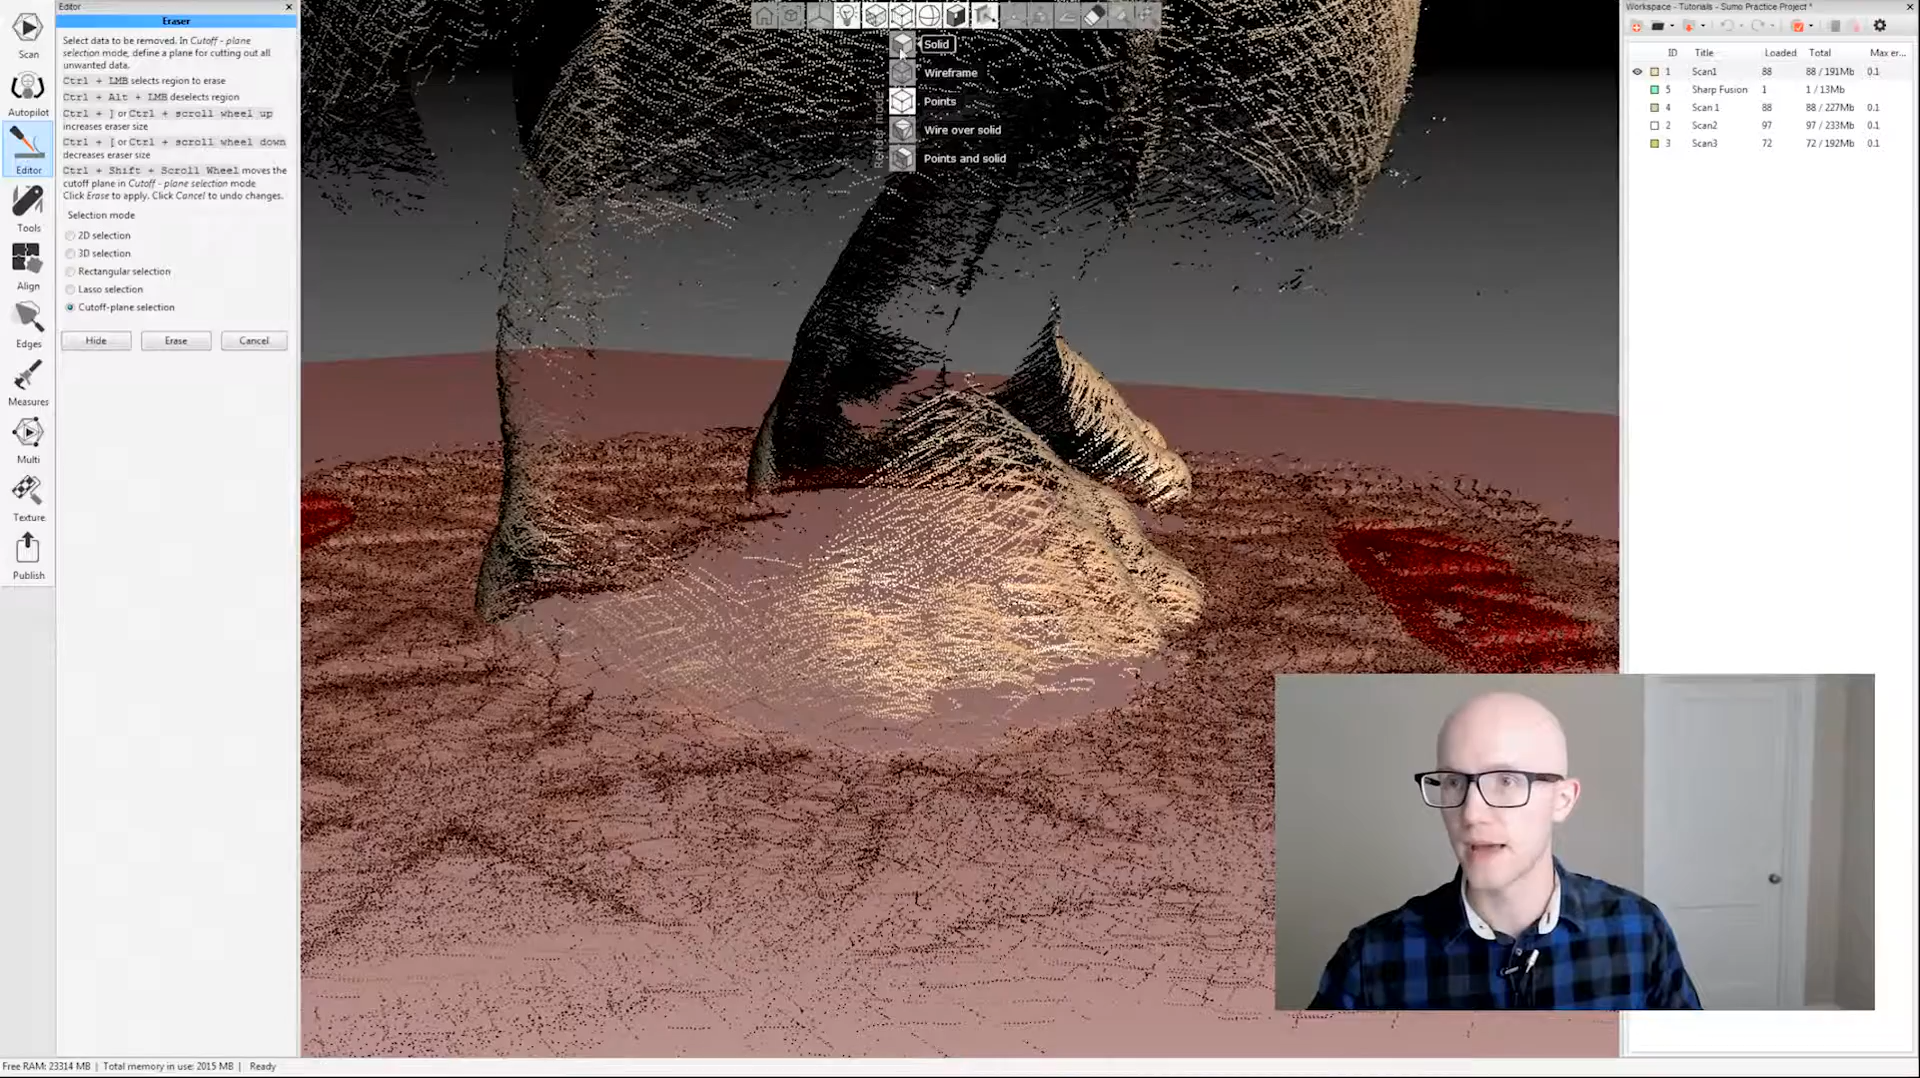 Editor
Eraser
Select data to be removed. In Cutoff - plane
selection mode, define a plane for cutting out all
unwanted data.
Ctrl + LMB selects region to erase
Ctrl + Alt + LMB deselects region
Ctrl + ] or Ctrl + scroll wheel up
increases eraser size
Ctrl + [ or Ctrl + scroll wheel down
decreases eraser size
Ctrl + Shift + Scroll Wheel moves the
cutoff plane in Cutoff - plane selection mode
Click Erase to apply. Click Cancel to undo changes.
Selection mode
2D selection
3D selection
Rectangular selection
Lasso selection
Cutoff-plane selection
Hide Erase Cancel
Scan
Autopilot
Editor
Tools
Align
Edges
Measures
Multi
Texture
Publish
Render mode
Solid
Wireframe
Points
Wire over solid
Points and solid
Workspace - Tutorials - Sumo Practice Project *
ID Title Loaded Total Max er...
1 Scan1 88 88 / 191Mb 0.1
5 Sharp Fusion 1 1 / 13Mb
4 Scan 1 88 88 / 227Mb 0.1
2 Scan2 97 97 / 233Mb 0.1
3 Scan3 72 72 / 192Mb 0.1
Free RAM: 23314 MB | Total memory in use: 2015 MB | Ready